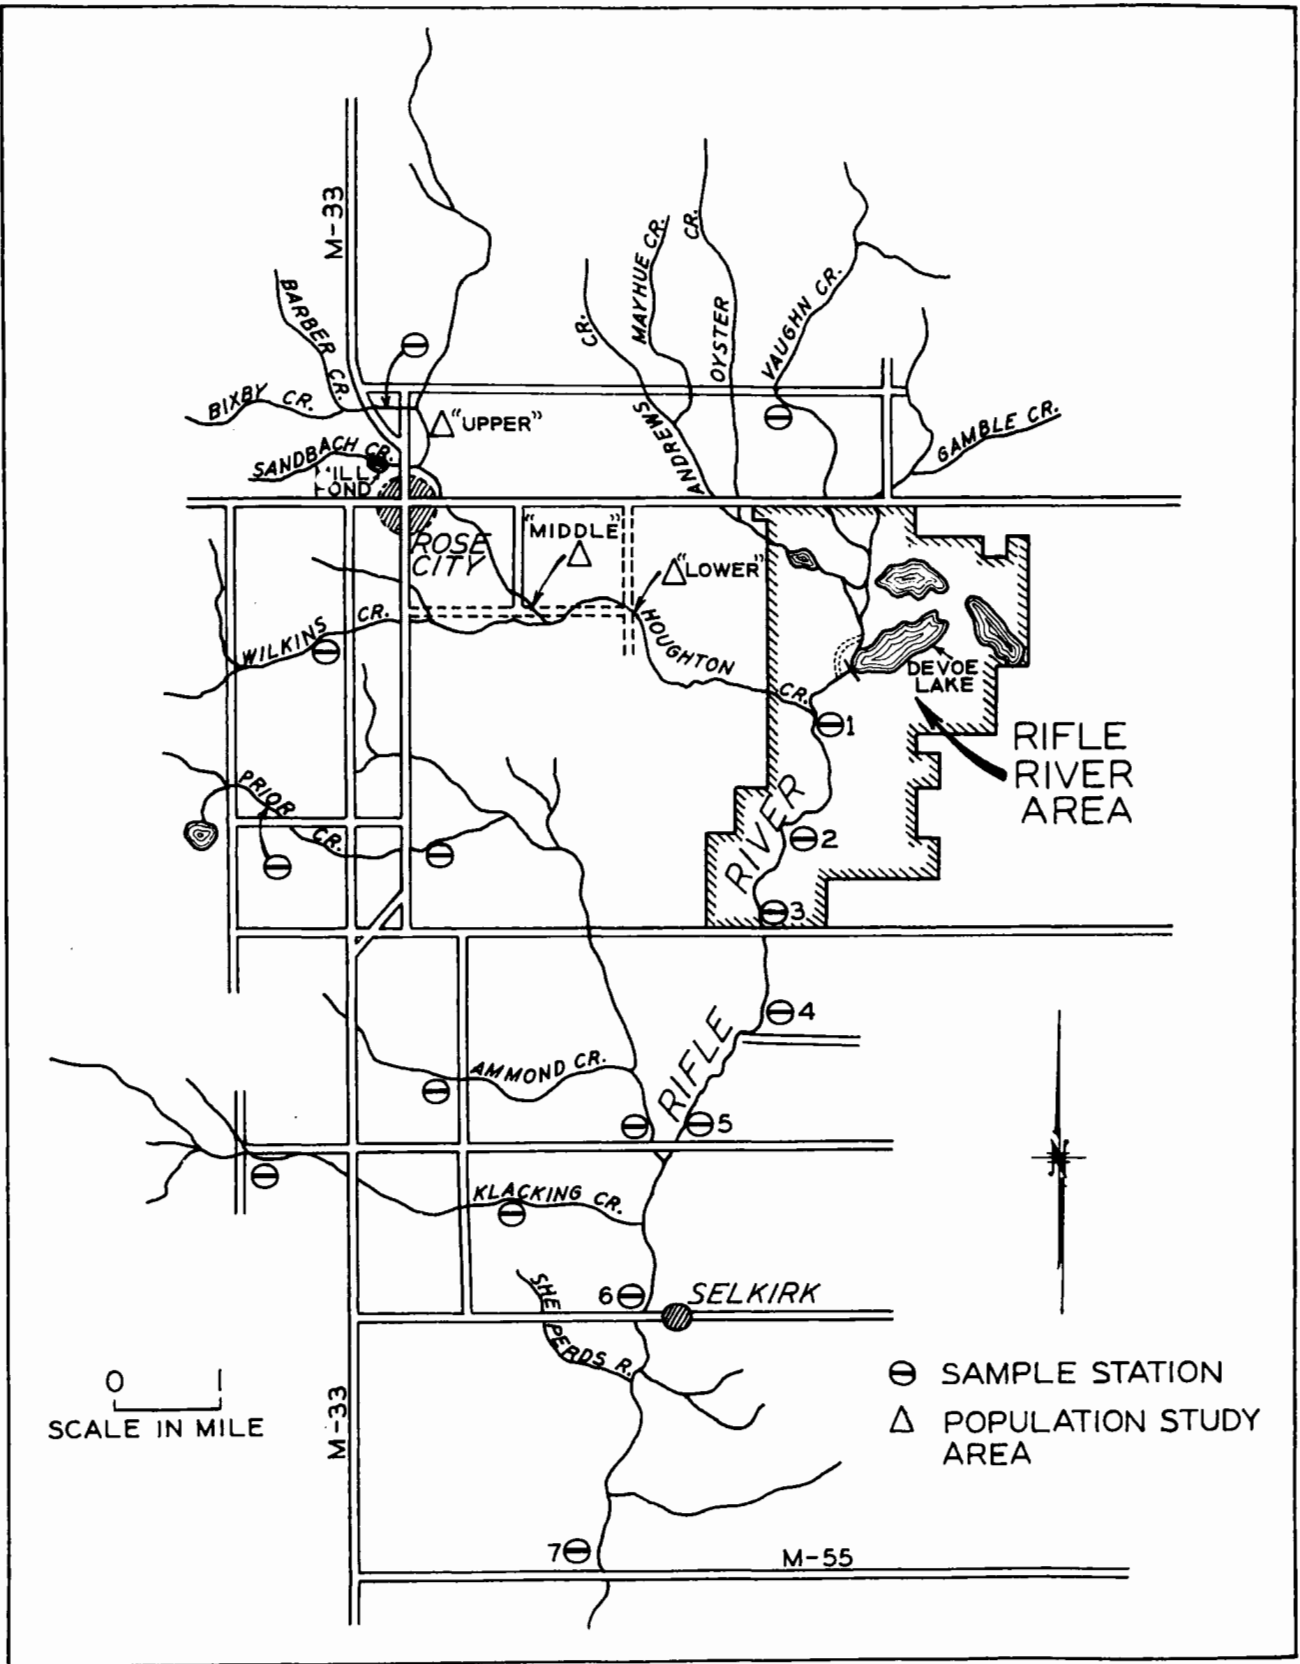 M-33
BARBER CR.
BIXBY CR.
SANDBACH CR.
"UPPER"
ANDREWS CR.
MAYHUE CR.
OYSTER CR.
VAUGHN CR.
GAMBLE CR.
ROSE
CITY
"MIDDLE"
"LOWER"
WILKINS CR.
HOUGHTON CR.
DEVOE
LAKE
RIFLE
RIVER
AREA
PRIOR CR.
1
2
3
4
5
RIFLE RIVER
AMMOND CR.
KLACKING CR.
6
SELKIRK
SHEPERDS R.
0 1
SCALE IN MILE
M-33
SAMPLE STATION
POPULATION STUDY
AREA
7
M-55